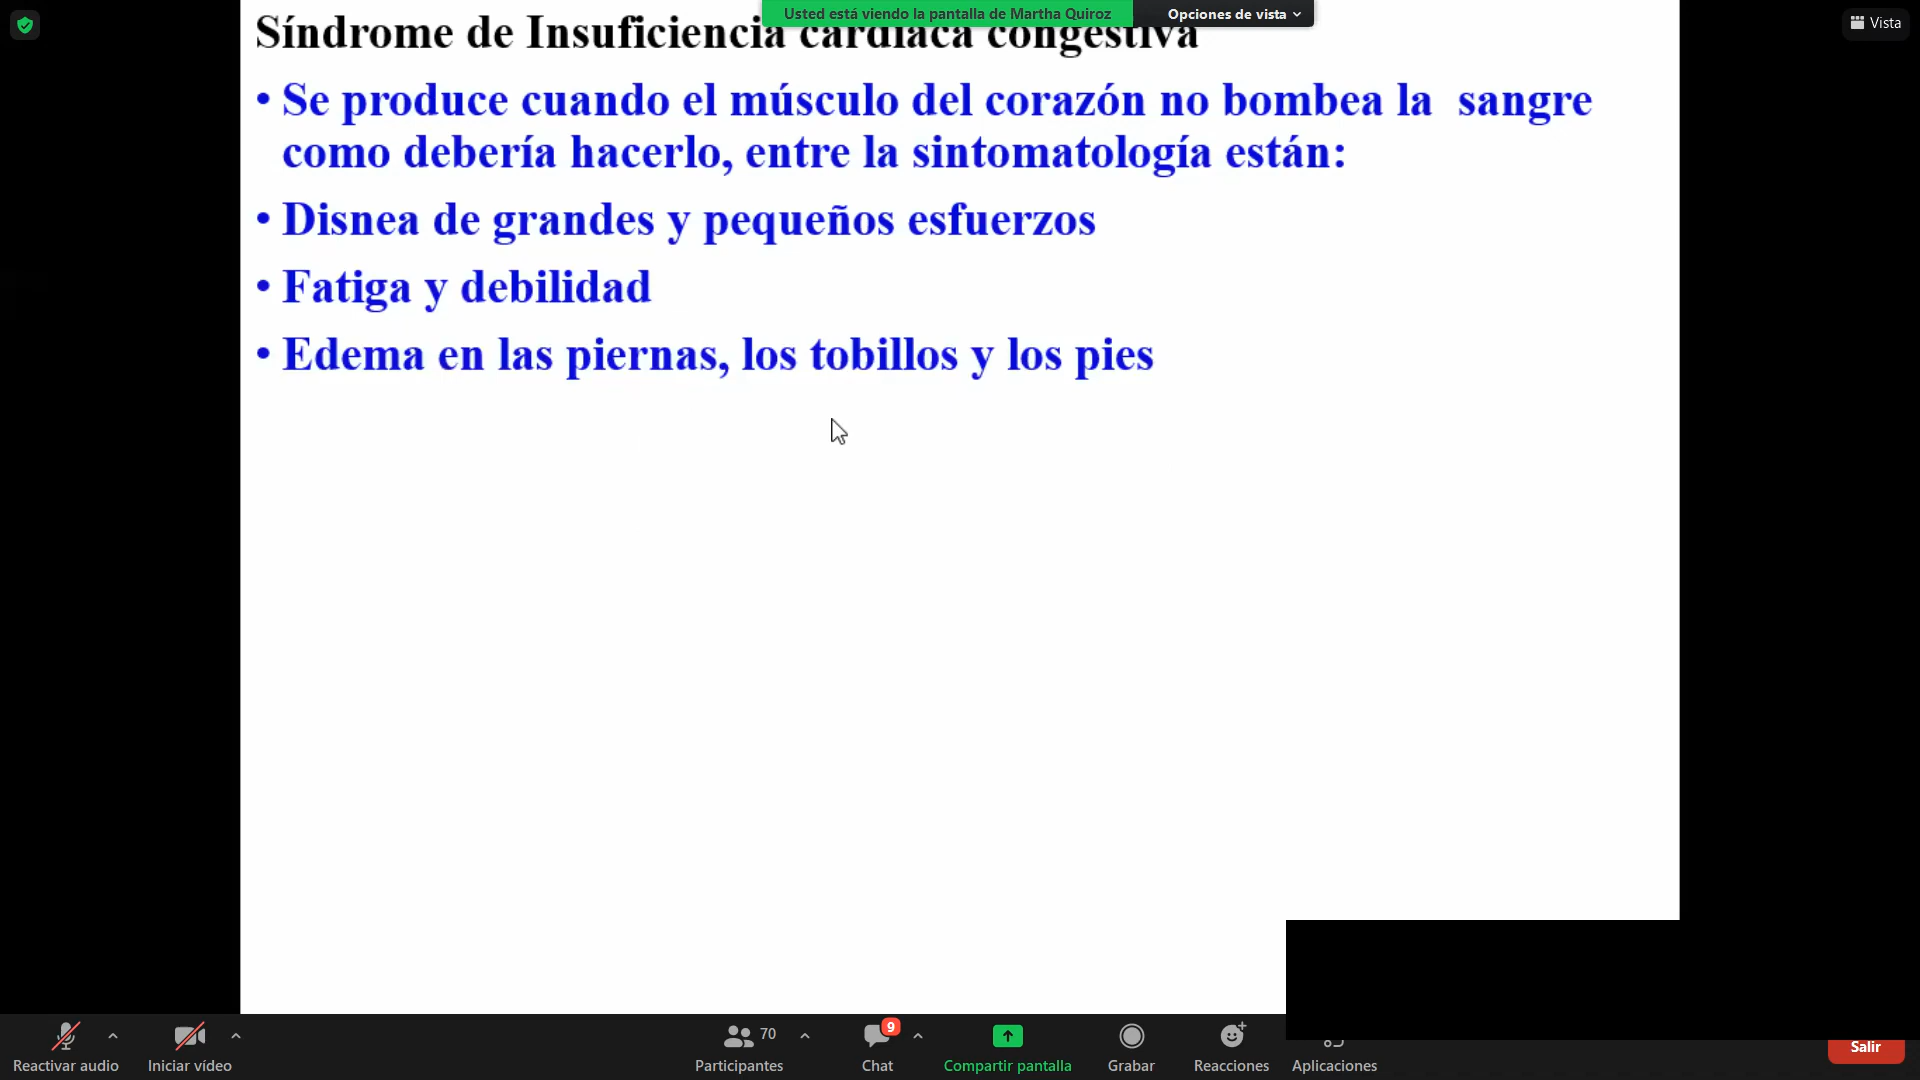 Usted está viendo la pantalla de Martha Quiroz
Opciones de vista
Vista
Síndrome de Insuficiencia cardiaca congestiva
• Se produce cuando el músculo del corazón no bombea la sangre
como debería hacerlo, entre la sintomatología están:
• Disnea de grandes y pequeños esfuerzos
• Fatiga y debilidad
• Edema en las piernas, los tobillos y los pies
70
9
Reactivar audio
Iniciar vídeo
Participantes
Chat
Compartir pantalla
Grabar
Reacciones
Aplicaciones
Salir